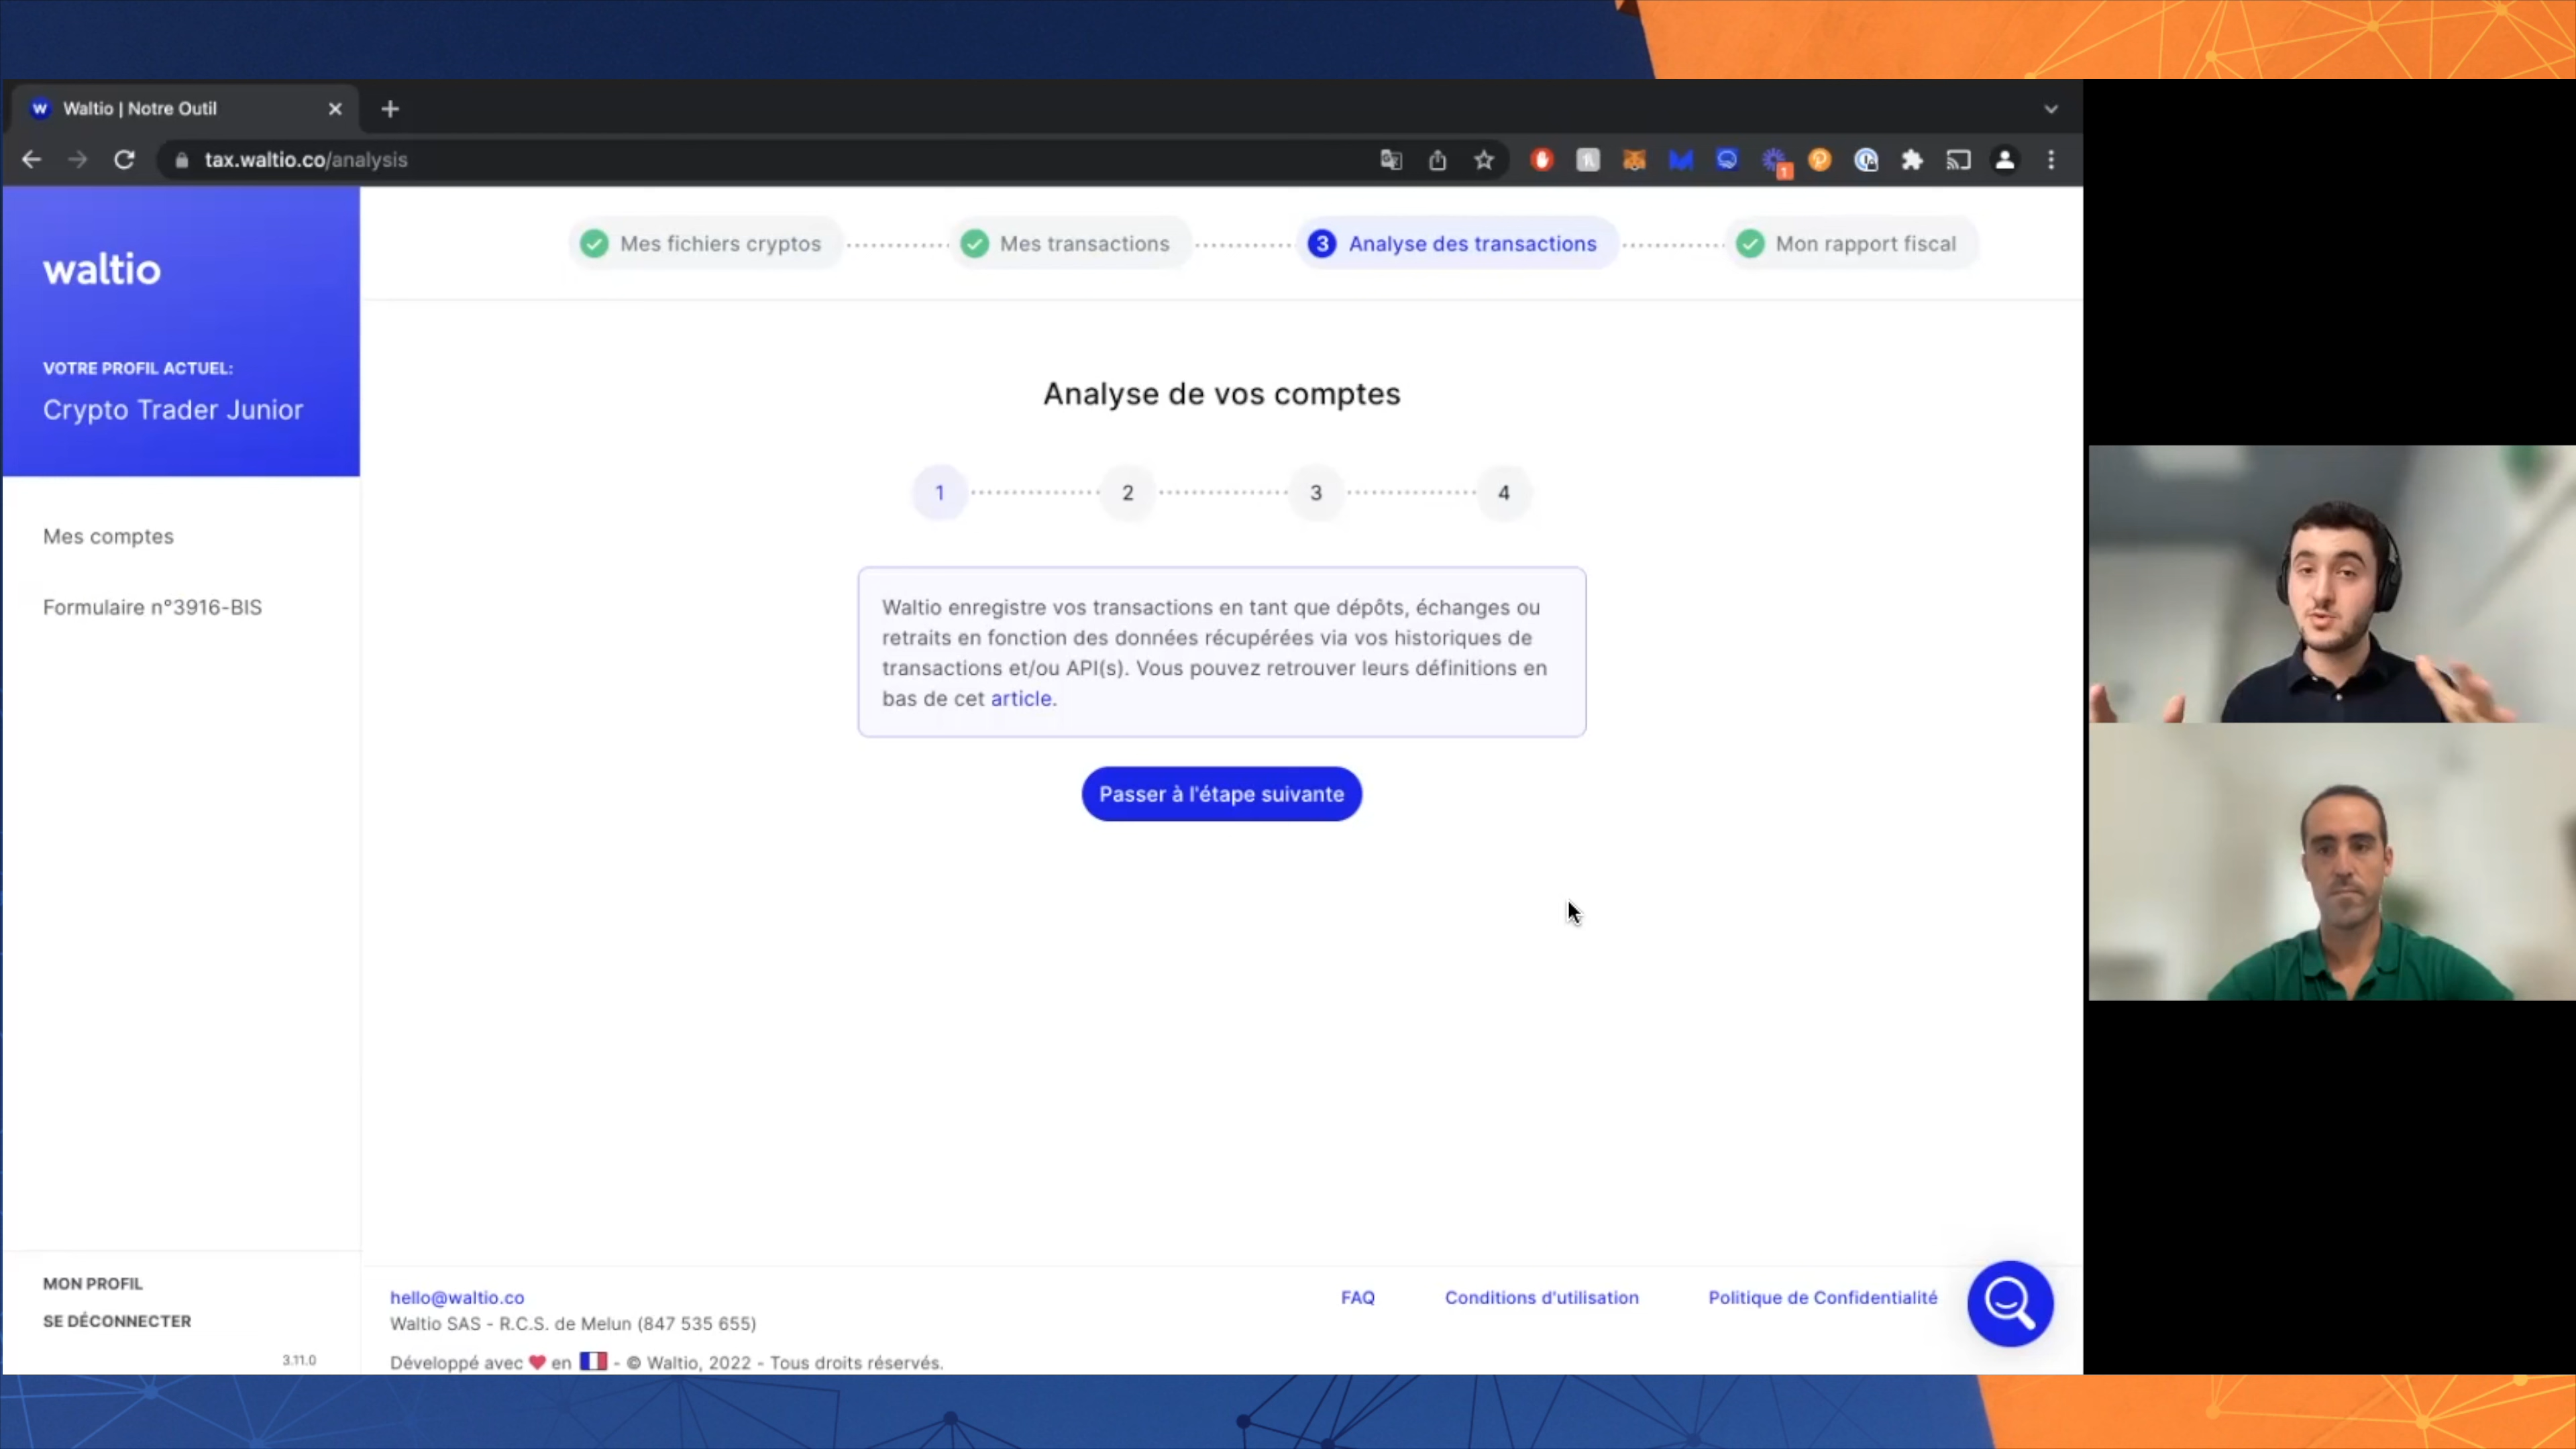 Waltio | Notre Outil
tax.waltio.co/analysis
1
waltio
VOTRE PROFIL ACTUEL:
Crypto Trader Junior
Mes comptes
Formulaire n°3916-BIS
MON PROFIL
SE DÉCONNECTER
3.11.0
Mes fichiers cryptos
Mes transactions
3 Analyse des transactions
Mon rapport fiscal
Analyse de vos comptes
1 2 3 4
Waltio enregistre vos transactions en tant que dépôts, échanges ou
retraits en fonction des données récupérées via vos historiques de
transactions et/ou API(s). Vous pouvez retrouver leurs définitions en
bas de cet article.
Passer à l'étape suivante
hello@waltio.co
Waltio SAS - R.C.S. de Melun (847 535 655)
Développé avec ❤ en 🇫🇷 - © Waltio, 2022 - Tous droits réservés.
FAQ
Conditions d'utilisation
Politique de Confidentialité